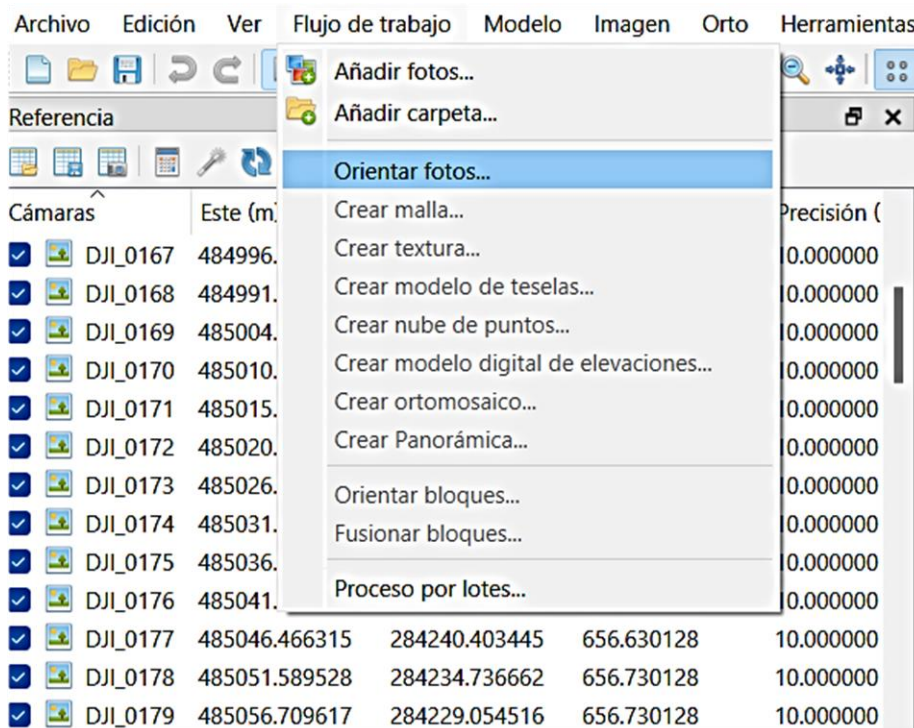 Archivo Edición Ver Flujo de trabajo Modelo Imagen Orto Herramientas
Añadir fotos...
Referencia
Añadir carpeta...
Orientar fotos...
Cámaras Este (m) Crear malla... Precisión (
DJI_0167 484996. Crear textura... 10.000000
DJI_0168 484991. Crear modelo de teselas... 10.000000
DJI_0169 485004. Crear nube de puntos... 10.000000
DJI_0170 485010. Crear modelo digital de elevaciones... 10.000000
DJI_0171 485015. Crear ortomosaico... 10.000000
DJI_0172 485020. Crear Panorámica... 10.000000
DJI_0173 485026. Orientar bloques... 10.000000
DJI_0174 485031. Fusionar bloques... 10.000000
DJI_0175 485036. 10.000000
DJI_0176 485041. Proceso por lotes... 10.000000
DJI_0177 485046.466315 284240.403445 656.630128 10.000000
DJI_0178 485051.589528 284234.736662 656.730128 10.000000
DJI_0179 485056.709617 284229.054516 656.730128 10.000000